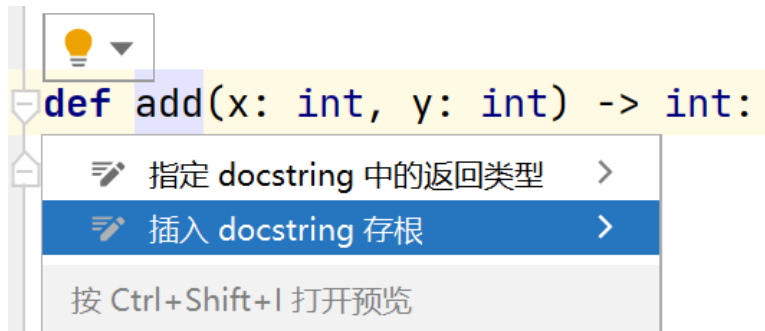 def add(x: int, y: int) -> int:
指定 docstring 中的返回类型
插入 docstring 存根
按 Ctrl+Shift+I 打开预览